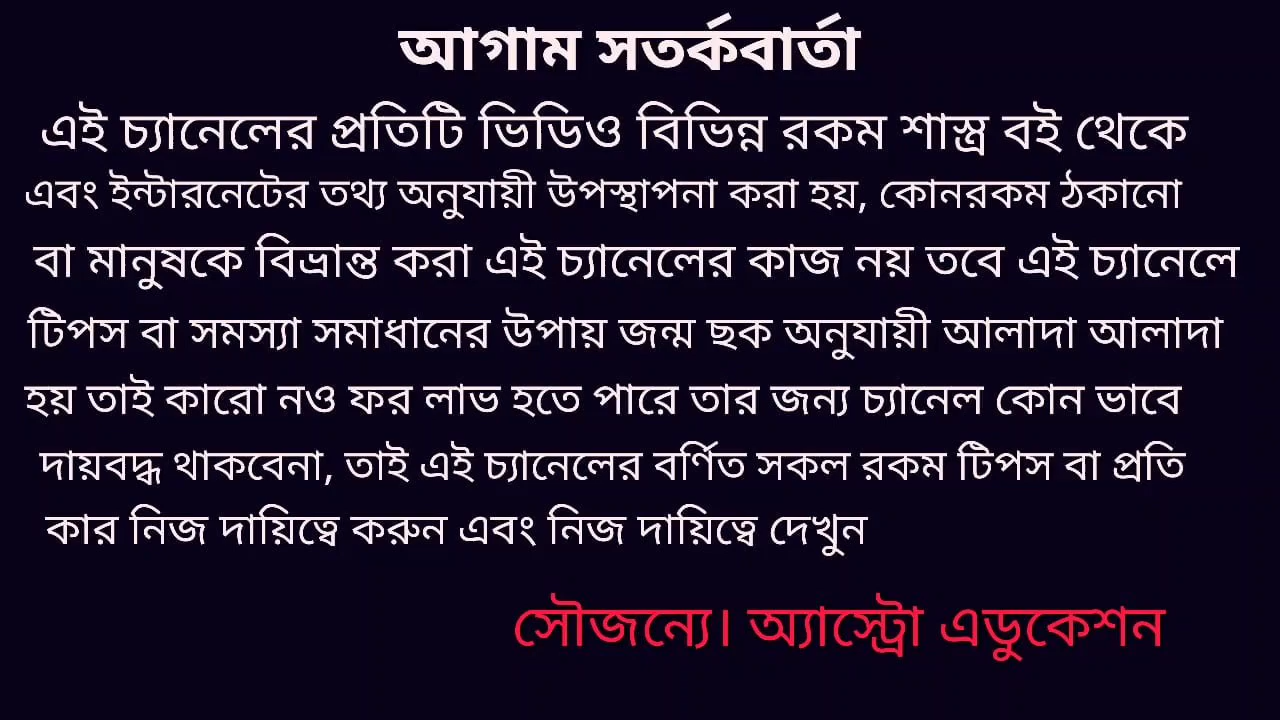 আগাম সতর্কবার্তা
এই চ্যানেলের প্রতিটি ভিডিও বিভিন্ন রকম শাস্ত্র বই থেকে
এবং ইন্টারনেটের তথ্য অনুযায়ী উপস্থাপনা করা হয়, কোনরকম ঠকানো
বা মানুষকে বিভ্রান্ত করা এই চ্যানেলের কাজ নয় তবে এই চ্যানেলে
টিপস বা সমস্যা সমাধানের উপায় জন্ম ছক অনুযায়ী আলাদা আলাদা
হয় তাই কারো নও ফর লাভ হতে পারে তার জন্য চ্যানেল কোন ভাবে
দায়বদ্ধ থাকবেনা, তাই এই চ্যানেলের বর্ণিত সকল রকম টিপস বা প্রতি
কার নিজ দায়িত্বে করুন এবং নিজ দায়িত্বে দেখুন
সৌজন্যে। অ্যাস্ট্রো এডুকেশন